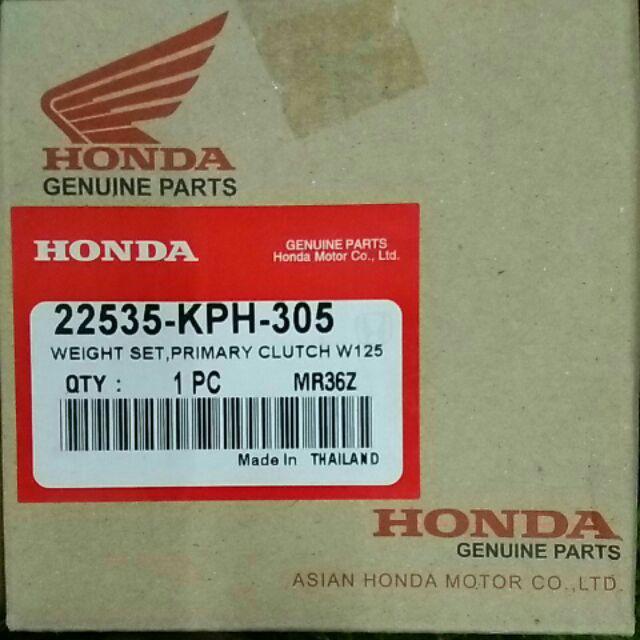 HONDA
GENUINE PARTS
HONDA
GENUINE PARTS
Honda Motor Co., Ltd.
22535-KPH-305
WEIGHT SET,PRIMARY CLUTCH W125
QTY : 1 PC MR36Z
Made In THAILAND
HONDA
GENUINE PARTS
ASIAN HONDA MOTOR CO.,LTD.